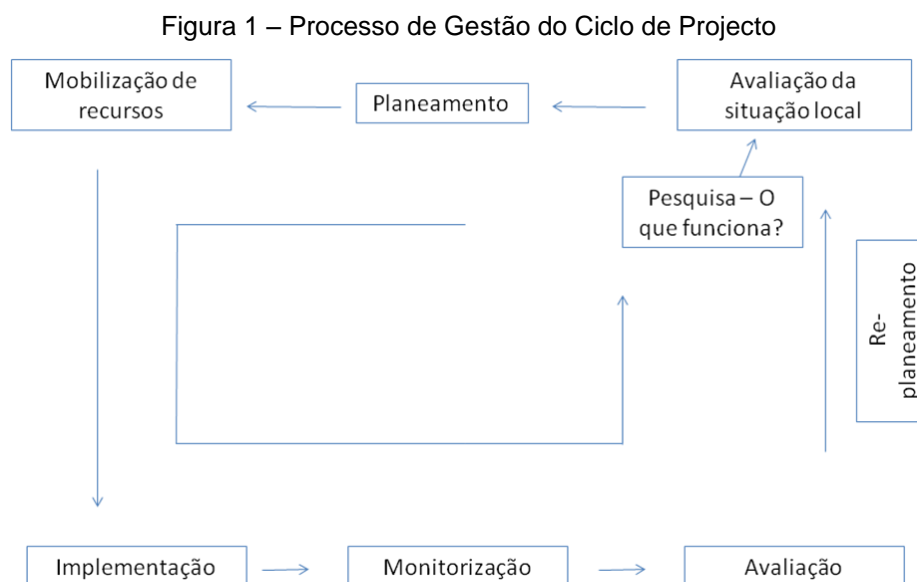 Figura 1 – Processo de Gestão do Ciclo de Projecto
Mobilização de
recursos
Planeamento
Avaliação da
situação local
Pesquisa – O
que funciona?
Re-
planeamento
Implementação
Monitorização
Avaliação